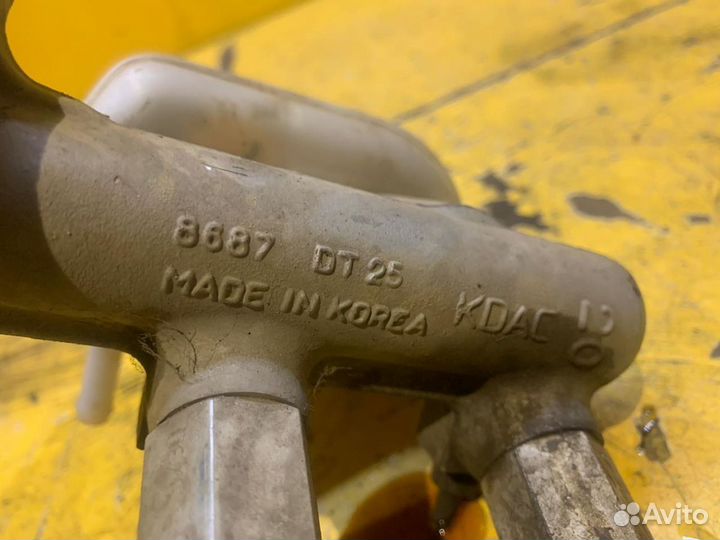 8687 DT 25
MADE IN KOREA
KDAC
Avito